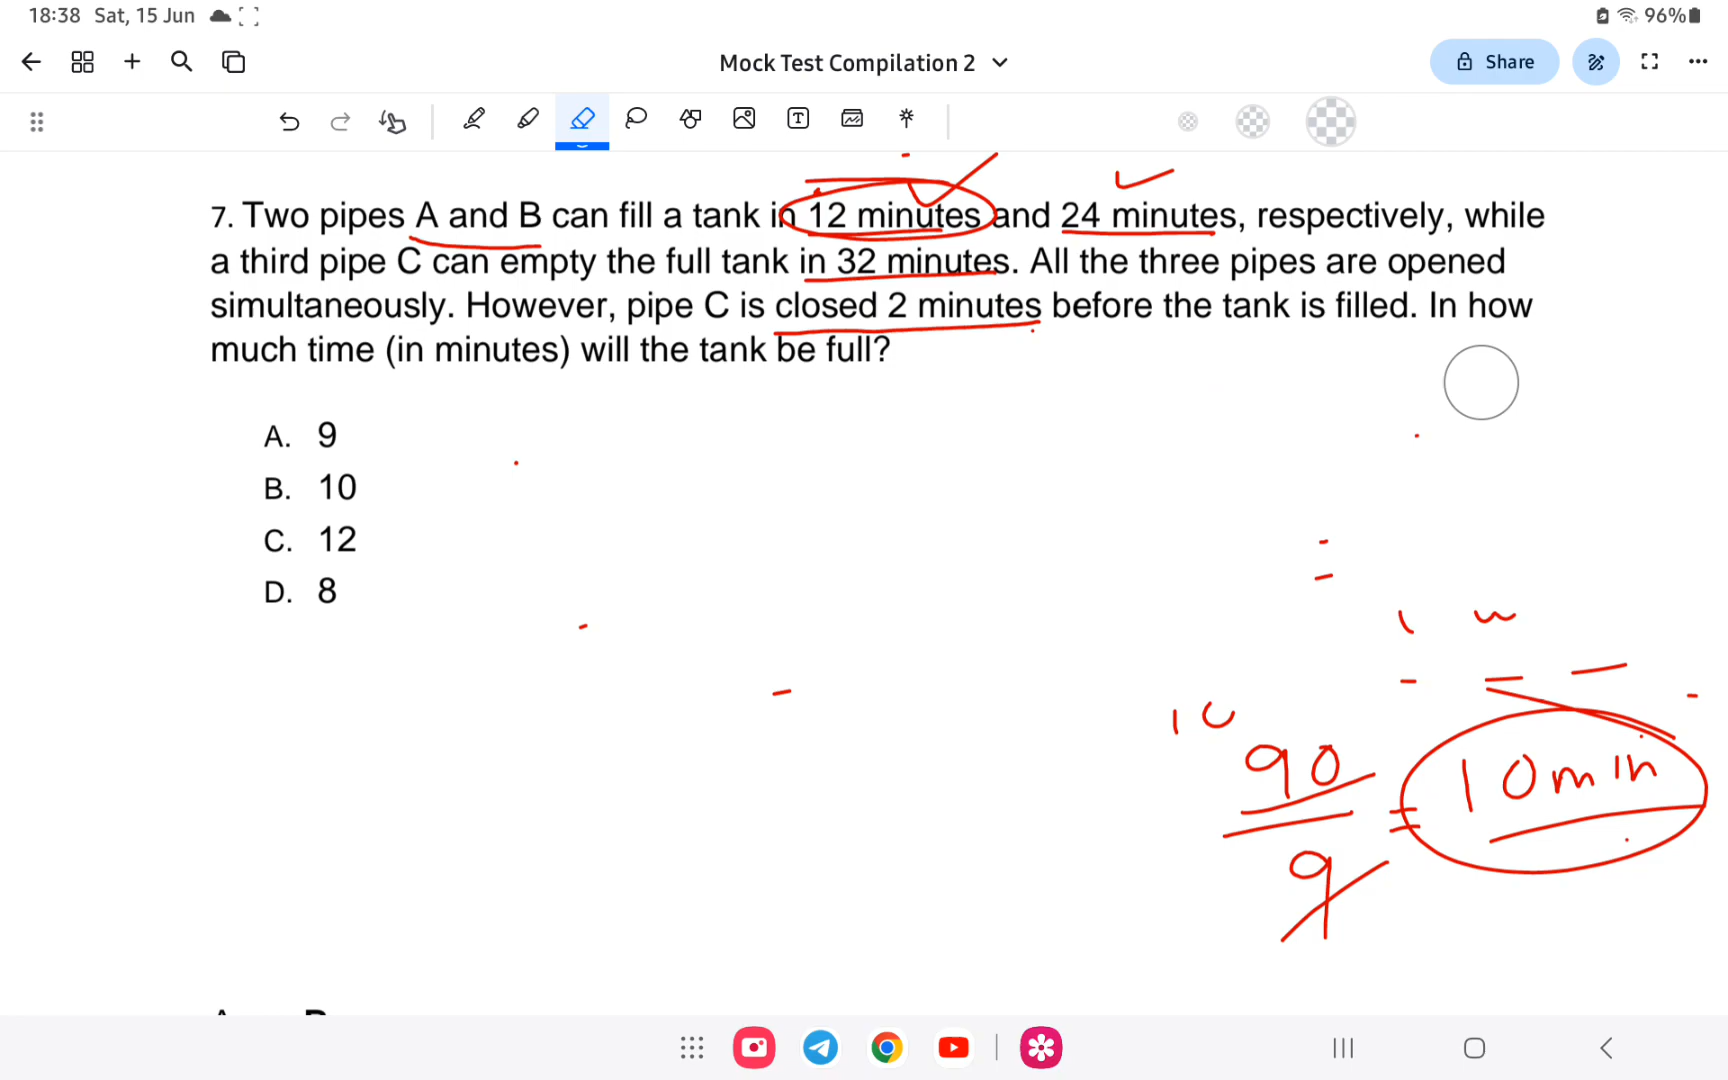 18:38 Sat, 15 Jun
96%
Mock Test Compilation 2
Share
7. Two pipes A and B can fill a tank in 12 minutes and 24 minutes, respectively, while
a third pipe C can empty the full tank in 32 minutes. All the three pipes are opened
simultaneously. However, pipe C is closed 2 minutes before the tank is filled. In how
much time (in minutes) will the tank be full?
A. 9
B. 10
C. 12
D. 8
90
9
= 10 min